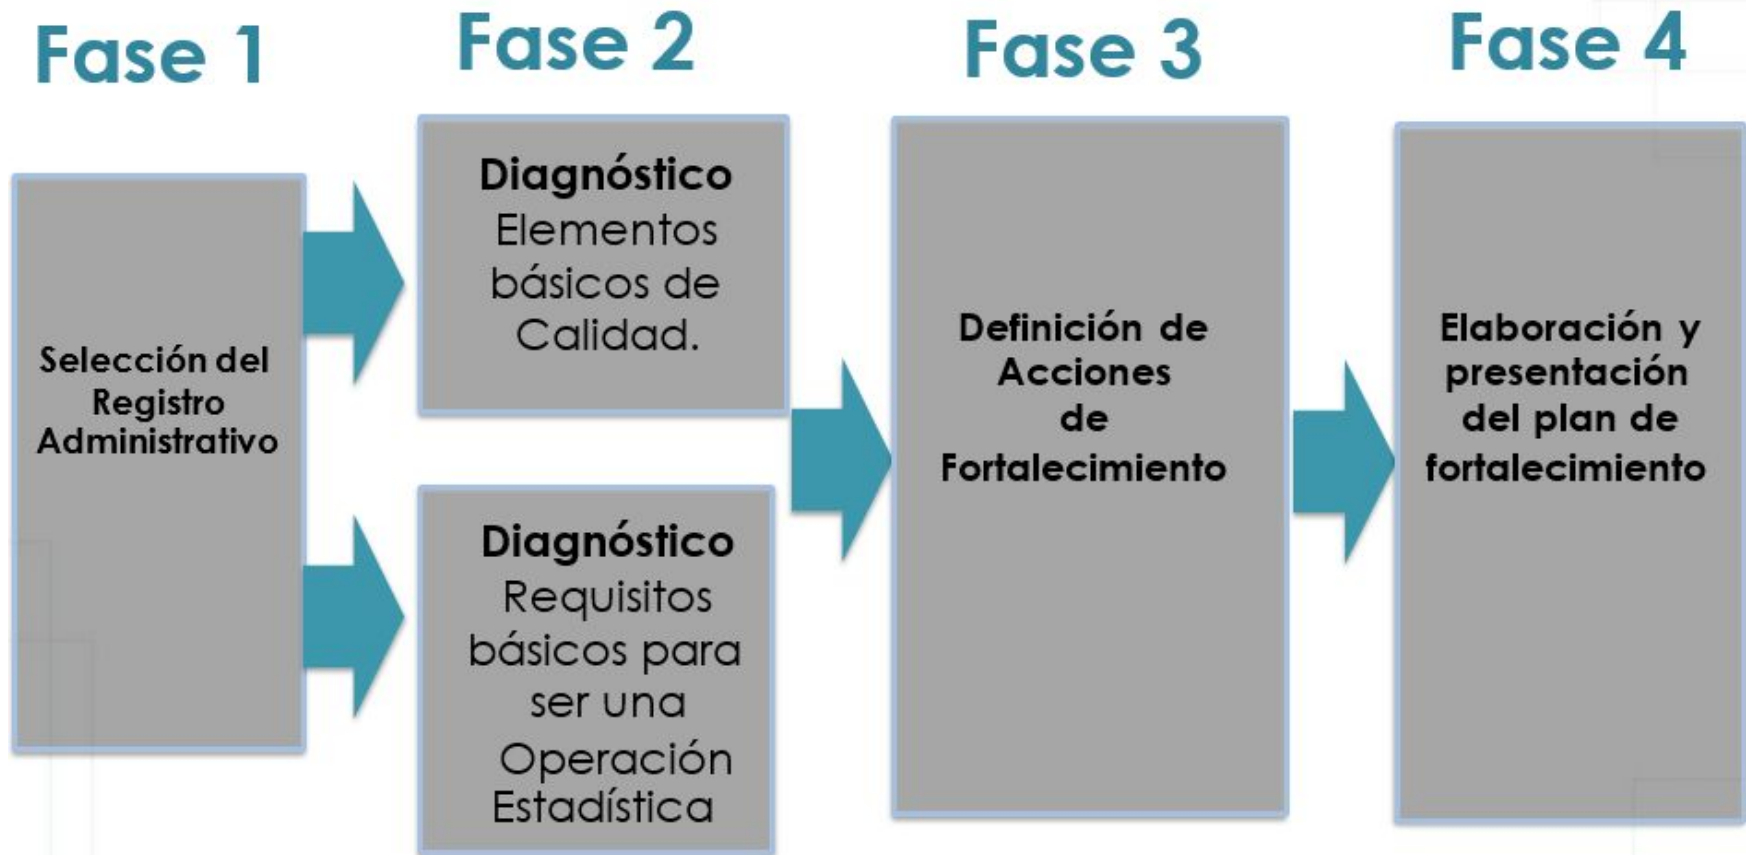 Fase 1
Fase 2
Fase 3
Fase 4
Selección del
Registro
Administrativo
Diagnóstico
Elementos
básicos de
Calidad.
Diagnóstico
Requisitos
básicos para
ser una
Operación
Estadística
Definición de
Acciones
de
Fortalecimiento
Elaboración y
presentación
del plan de
fortalecimiento